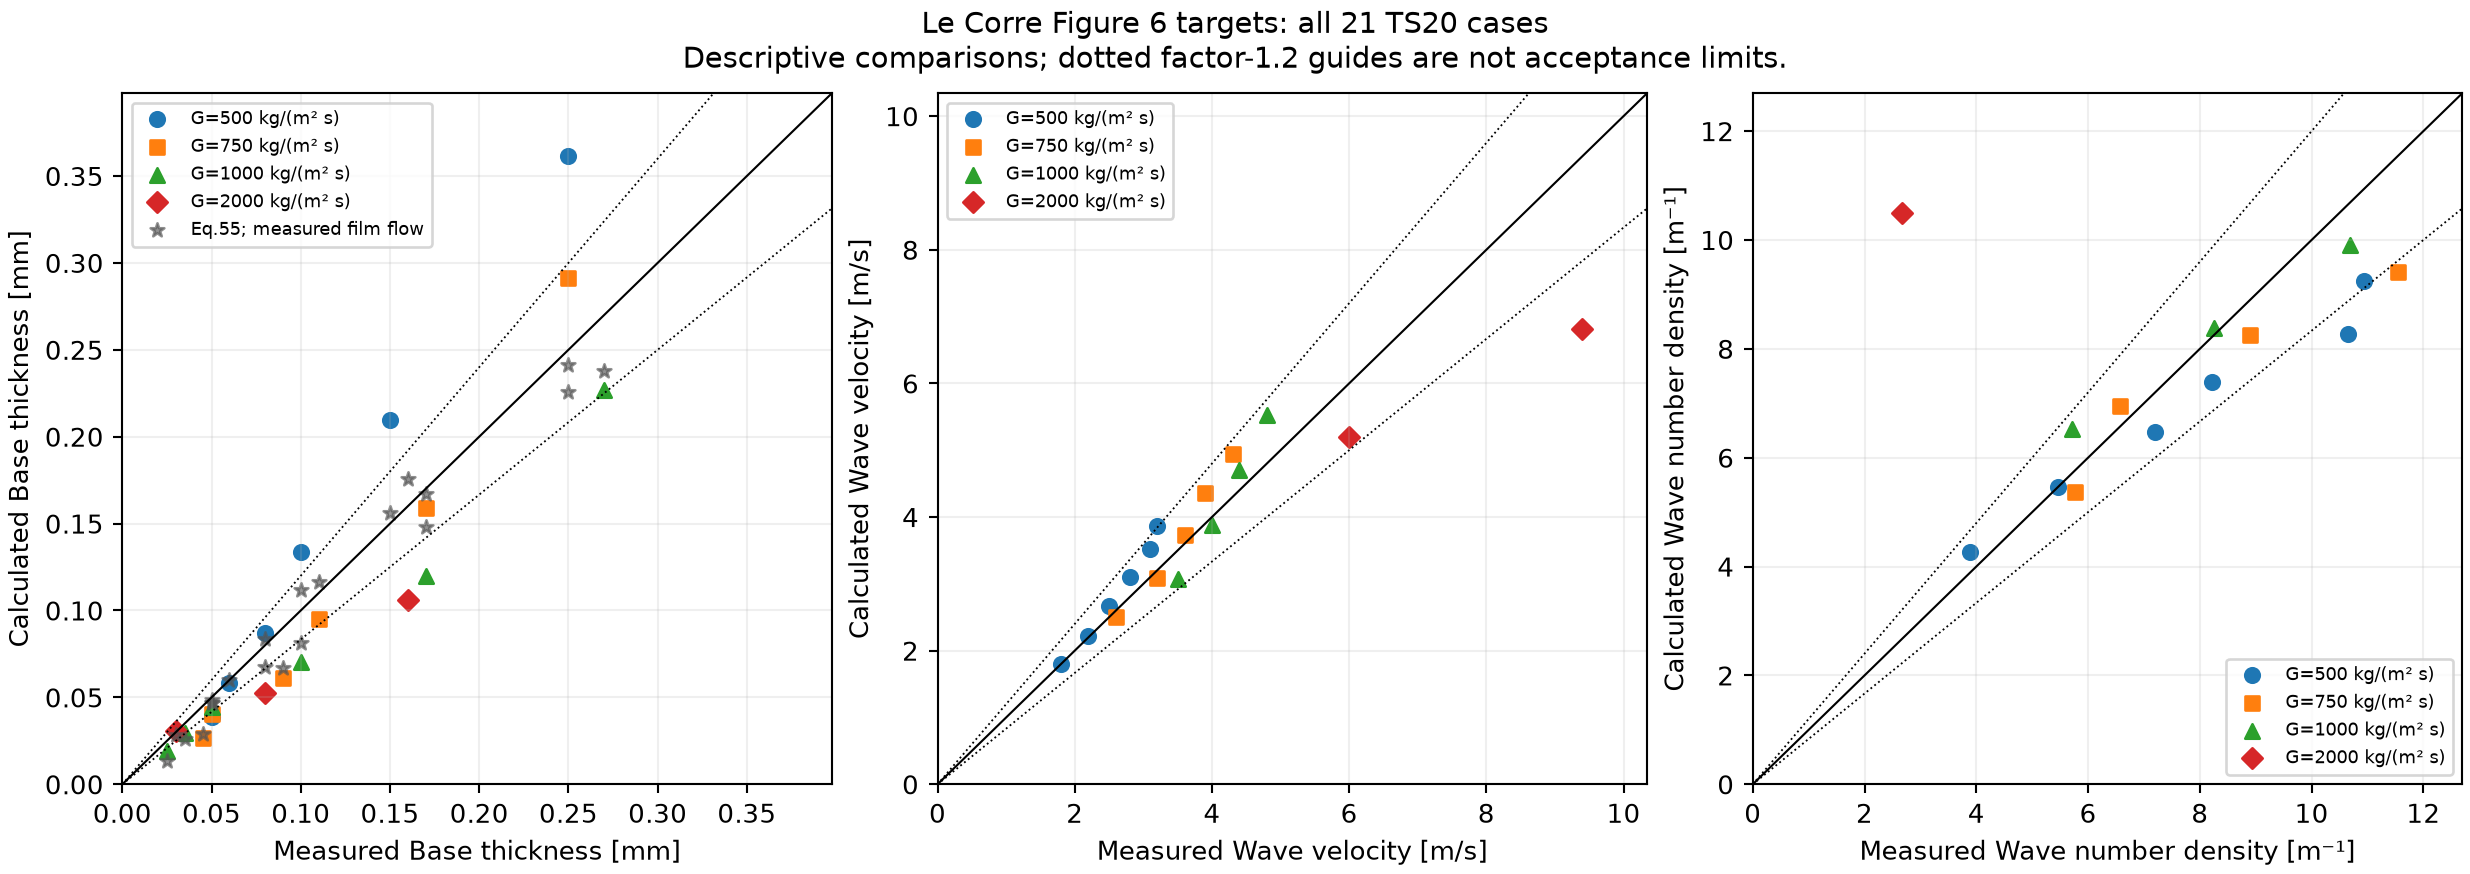 Le Corre Figure 6 targets: all 21 TS20 cases
Descriptive comparisons; dotted factor-1.2 guides are not acceptance limits.
Calculated Base thickness [mm]
0.35
0.30
0.25
0.20
0.15
0.10
0.05
0.00
G=500 kg/(m² s)
G=750 kg/(m² s)
G=1000 kg/(m² s)
G=2000 kg/(m² s)
Eq.55; measured film flow
0.00 0.05 0.10 0.15 0.20 0.25 0.30 0.35
Measured Base thickness [mm]
Calculated Wave velocity [m/s]
10
8
6
4
2
0
G=500 kg/(m² s)
G=750 kg/(m² s)
G=1000 kg/(m² s)
G=2000 kg/(m² s)
0 2 4 6 8 10
Measured Wave velocity [m/s]
Calculated Wave number density [m⁻¹]
12
10
8
6
4
2
0
G=500 kg/(m² s)
G=750 kg/(m² s)
G=1000 kg/(m² s)
G=2000 kg/(m² s)
0 2 4 6 8 10 12
Measured Wave number density [m⁻¹]